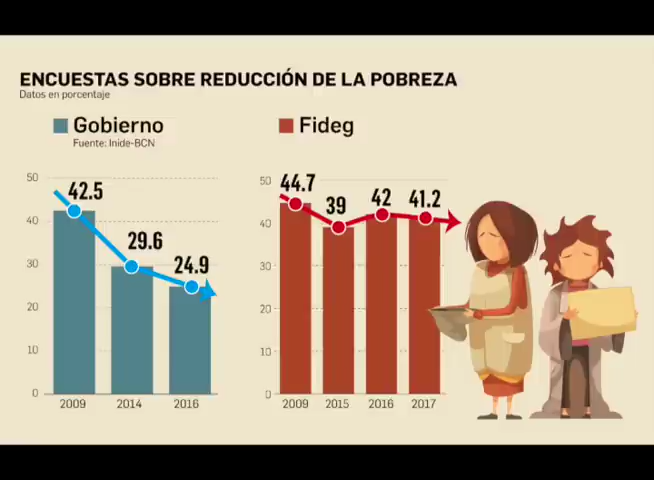 ENCUESTAS SOBRE REDUCCIÓN DE LA POBREZA
Datos en porcentaje
Gobierno
Fuente: Inide-BCN
50
40
30
20
10
0
42.5
29.6
24.9
2009 2014 2016
Fideg
50
40
30
20
10
0
44.7
39
42
41.2
2009 2015 2016 2017